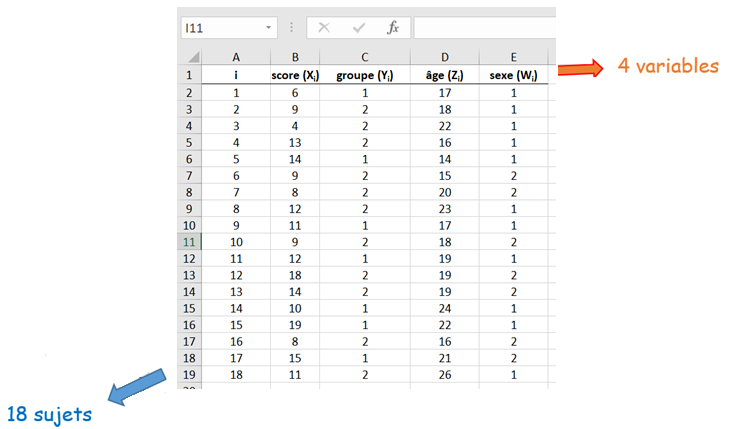 I11 fx
A B C D E
1 i score (Xi) groupe (Yi) âge (Zi) sexe (Wi) 4 variables
2 1 6 1 17 1
3 2 9 2 18 1
4 3 4 2 22 1
5 4 13 2 16 1
6 5 14 1 14 1
7 6 9 2 15 2
8 7 8 2 20 2
9 8 12 2 23 1
10 9 11 1 17 1
11 10 9 2 18 2
12 11 12 1 19 1
13 12 18 2 19 2
14 13 14 2 19 2
15 14 10 1 24 1
16 15 19 1 22 1
17 16 8 2 16 2
18 17 15 1 21 2
19 18 11 2 26 1
18 sujets